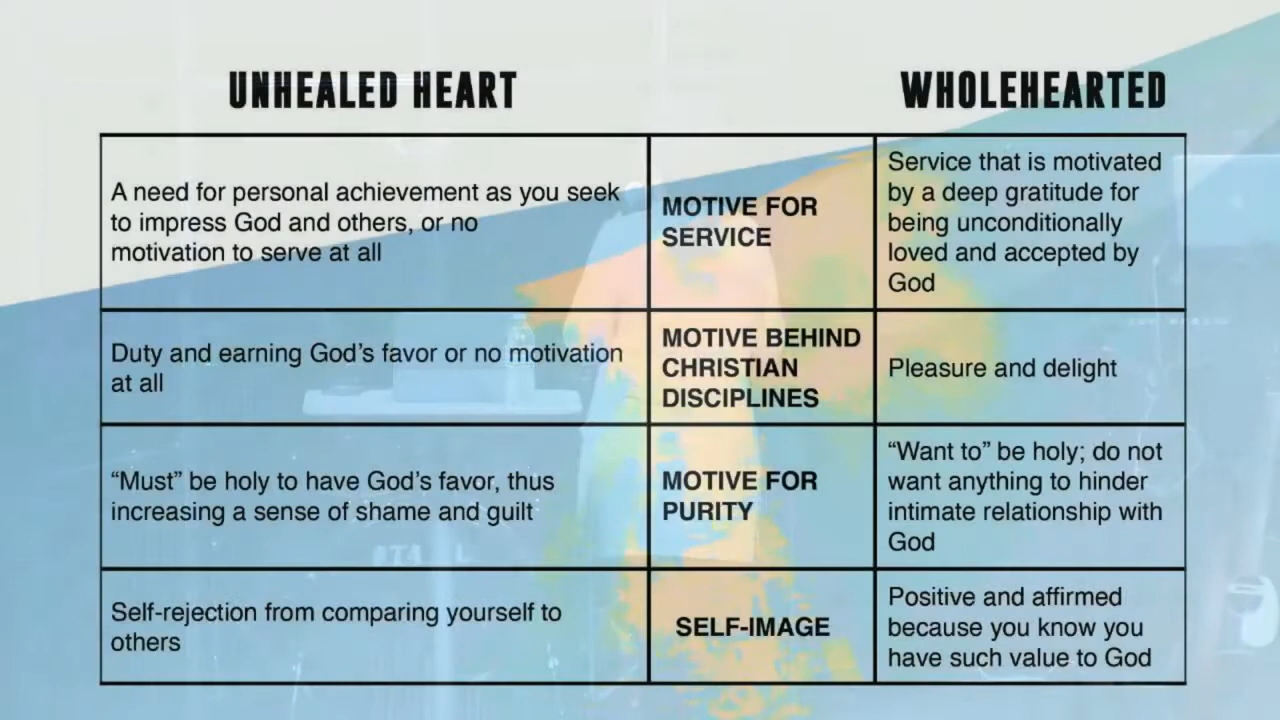 UNHEALED HEART
WHOLEHEARTED
A need for personal achievement as you seek
to impress God and others, or no
motivation to serve at all
MOTIVE FOR
SERVICE
Service that is motivated
by a deep gratitude for
being unconditionally
loved and accepted by
God
Duty and earning God’s favor or no motivation
at all
MOTIVE BEHIND
CHRISTIAN
DISCIPLINES
Pleasure and delight
“Must” be holy to have God’s favor, thus
increasing a sense of shame and guilt
MOTIVE FOR
PURITY
“Want to” be holy; do not
want anything to hinder
intimate relationship with
God
Self-rejection from comparing yourself to
others
SELF-IMAGE
Positive and affirmed
because you know you
have such value to God